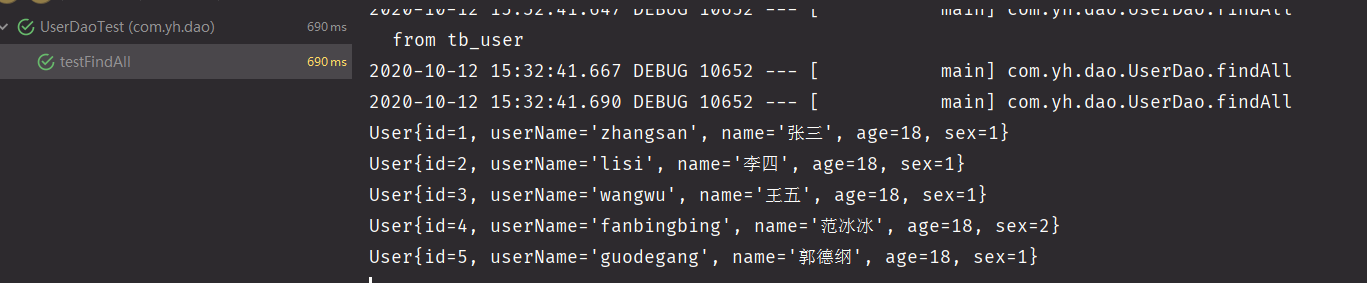 UserDaoTest (com.yh.dao) 690 ms
testFindAll 690 ms
2020-10-12 15:32:41.647 DEBUG 10652 --- [           main] com.yh.dao.UserDao.findAll
  from tb_user
2020-10-12 15:32:41.667 DEBUG 10652 --- [           main] com.yh.dao.UserDao.findAll
2020-10-12 15:32:41.690 DEBUG 10652 --- [           main] com.yh.dao.UserDao.findAll
User{id=1, userName='zhangsan', name='张三', age=18, sex=1}
User{id=2, userName='lisi', name='李四', age=18, sex=1}
User{id=3, userName='wangwu', name='王五', age=18, sex=1}
User{id=4, userName='fanbingbing', name='范冰冰', age=18, sex=2}
User{id=5, userName='guodegang', name='郭德纲', age=18, sex=1}